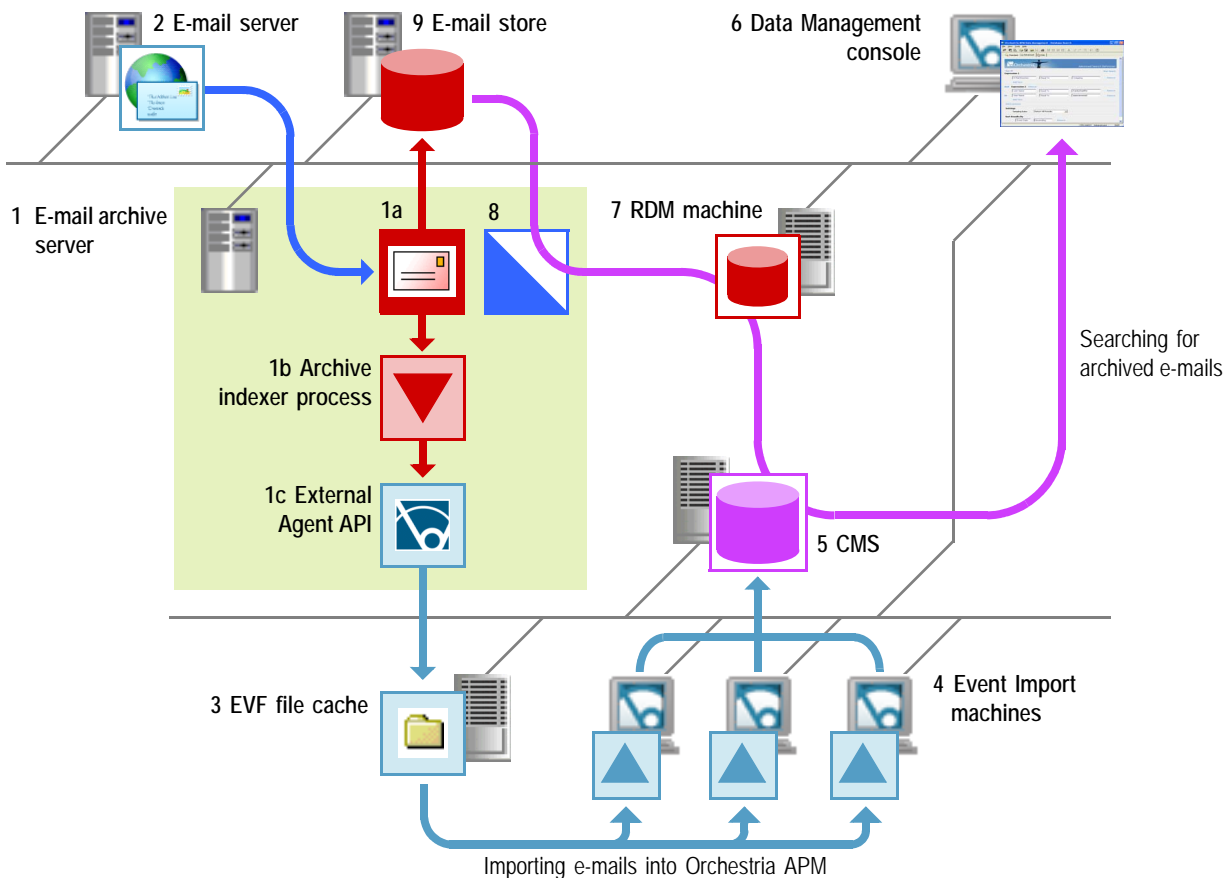 2 E-mail server
9 E-mail store
6 Data Management
console
1 E-mail archive
server
1a
8
7 RDM machine
1b Archive
indexer process
Searching for
archived e-mails
1c External
Agent API
5 CMS
3 EVF file cache
4 Event Import
machines
Importing e-mails into Orchestria APM